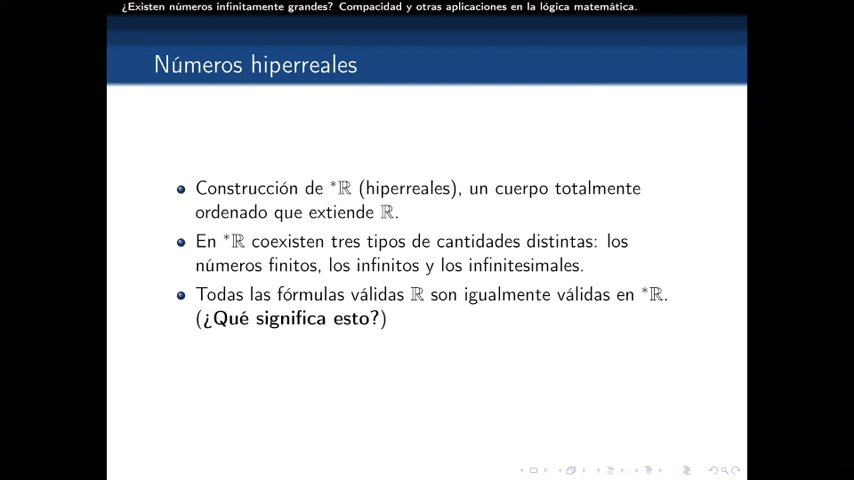 ¿Existen números infinitamente grandes? Compacidad y otras aplicaciones en la lógica matemática.
Números hiperreales
Construcción de *ℝ (hiperreales), un cuerpo totalmente
ordenado que extiende ℝ.
En *ℝ coexisten tres tipos de cantidades distintas: los
números finitos, los infinitos y los infinitesimales.
Todas las fórmulas válidas ℝ son igualmente válidas en *ℝ.
(¿Qué significa esto?)